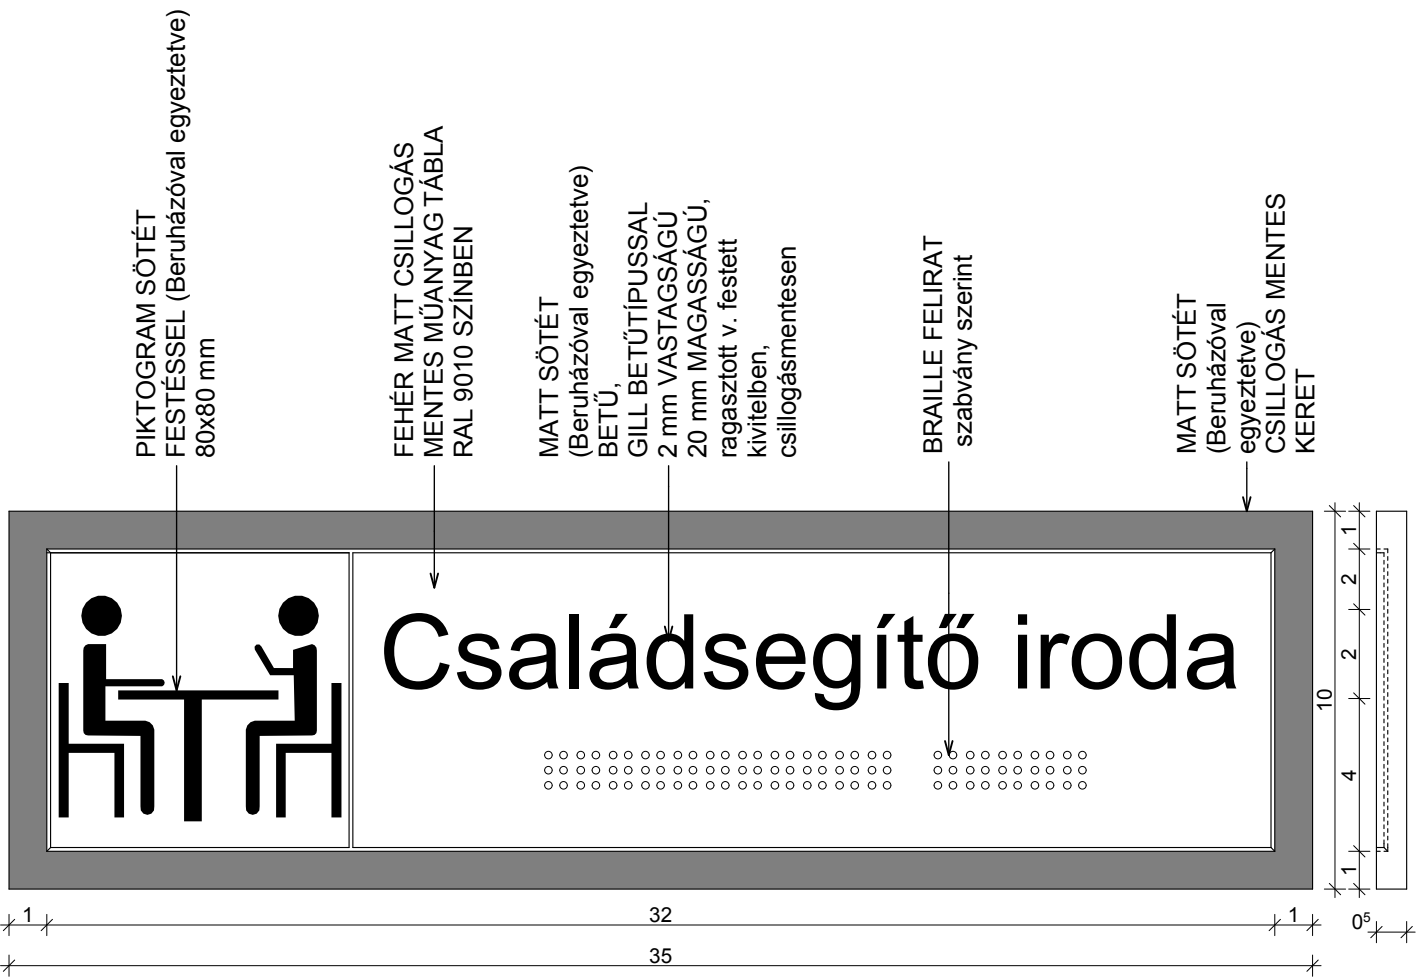 PIKTOGRAM SÖTÉT
FESTÉSSEL (Beruházóval egyeztetve)
80x80 mm
FEHÉR MATT CSILLOGÁS
MENTES MŰANYAG TÁBLA
RAL 9010 SZÍNBEN
MATT SÖTÉT
(Beruházóval egyeztetve)
BETŰ,
GILL BETŰTÍPUSSAL
2 mm VASTAGSÁGÚ
20 mm MAGASSÁGÚ,
ragasztott v. festett
kivitelben,
csillogásmentesen
BRAILLE FELIRAT
szabvány szerint
MATT SÖTÉT
(Beruházóval
egyeztetve)
CSILLOGÁS MENTES
KERET
Családsegítő iroda
1
2
2
4
1
10
1
32
1
0⁵
35